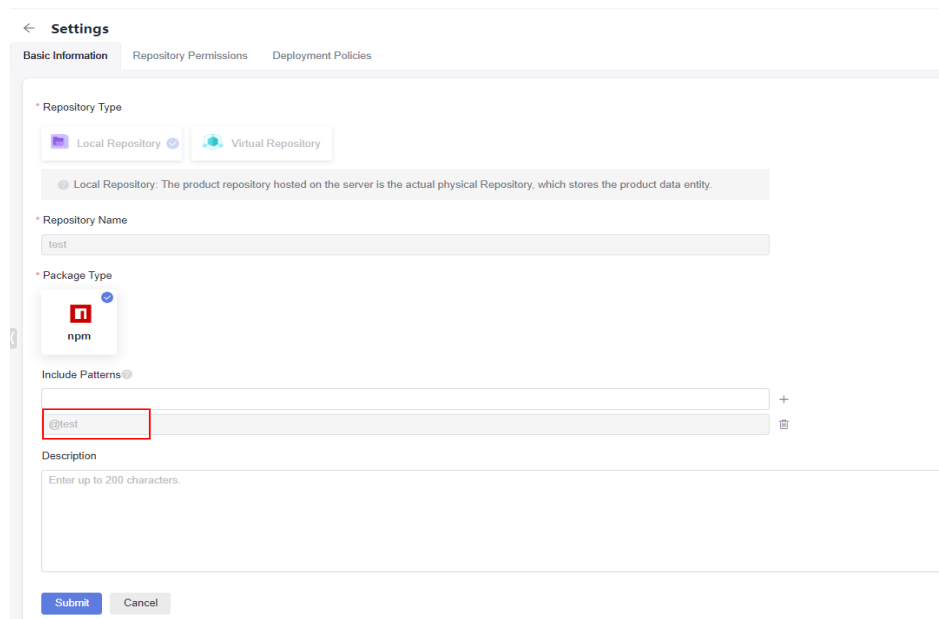 Settings
Basic Information Repository Permissions Deployment Policies
* Repository Type
Local Repository Virtual Repository
Local Repository: The product repository hosted on the server is the actual physical Repository, which stores the product data entity.
* Repository Name
test
* Package Type
npm
Include Patterns
@test
Description
Enter up to 200 characters.
Submit Cancel